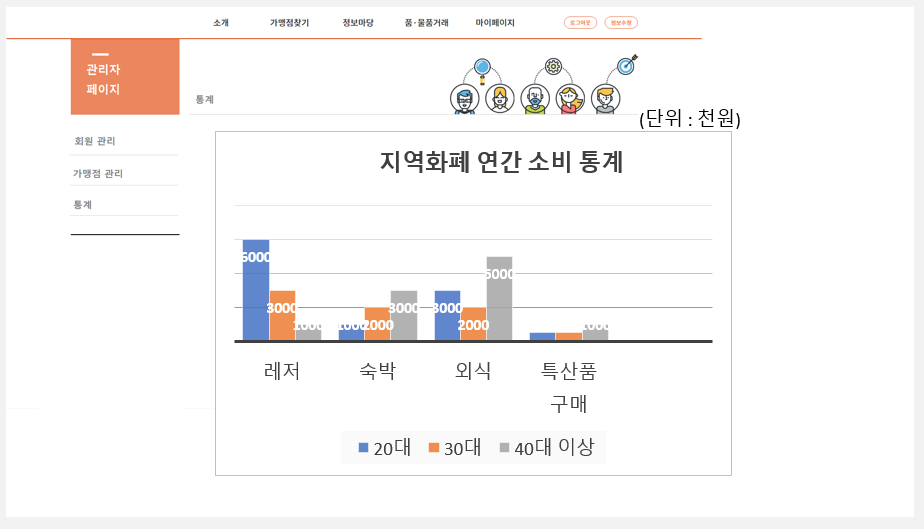 소개 가맹점찾기 정보마당 품·물품거래 마이페이지 로그아웃 정보수정
관리자
페이지
통계
회원 관리
가맹점 관리
통계
(단위 : 천원)
지역화폐 연간 소비 통계
6000 3000 1000 1000 2000 3000 3000 2000 5000 1000
레저 숙박 외식 특산품
구매
20대 30대 40대 이상